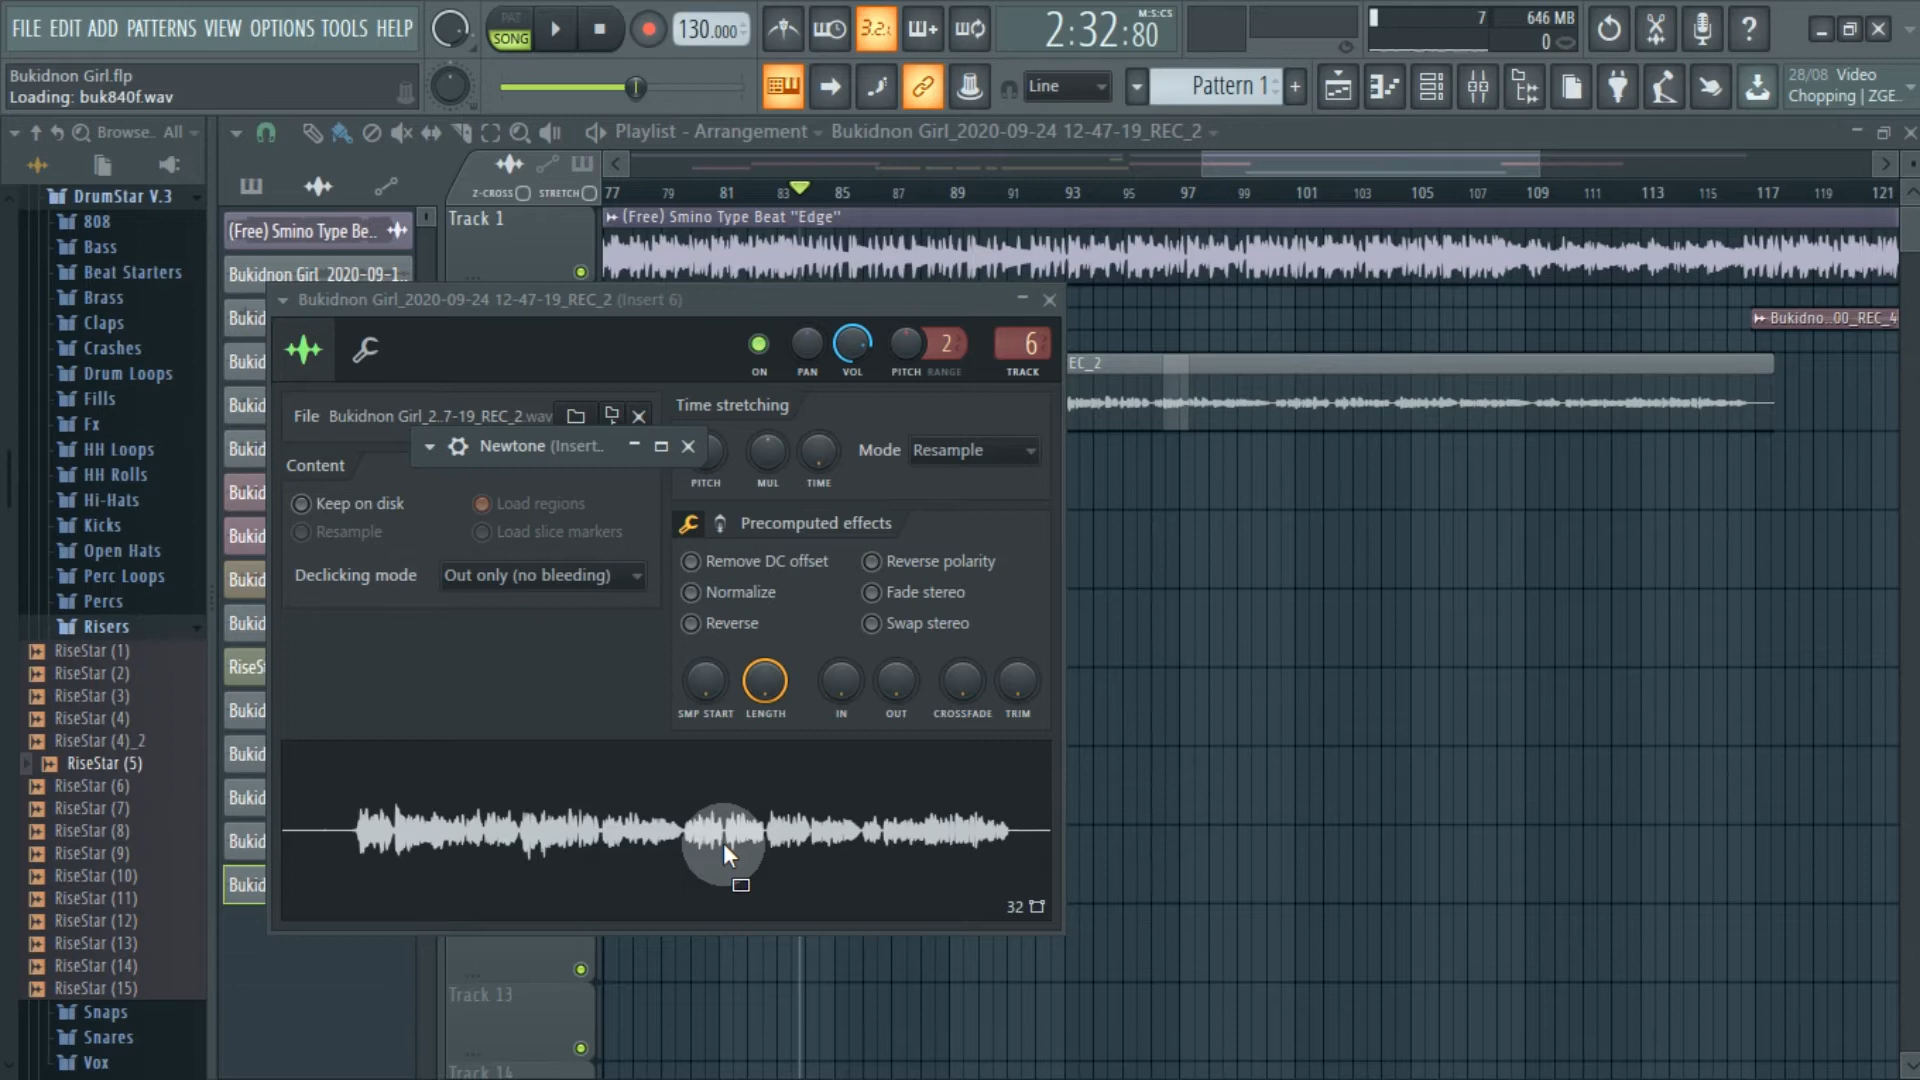 FILE EDIT ADD PATTERNS VIEW OPTIONS TOOLS HELP
PAT
SONG
130.000
3.2.
2:32:80
M:S:CS
7
646 MB
0
Bukidnon Girl.flp
Loading: buk840f.wav
Line
Pattern 1
28/08 Video
Chopping | ZGE..
Browse.. All
Playlist - Arrangement
Bukidnon Girl_2020-09-24 12-47-19_REC_2
Z-CROSS
STRETCH
77 79 81 83 85 87 89 91 93 95 97 99 101 103 105 107 109 111 113 115 117 119 121
DrumStar V.3
808
Bass
Beat Starters
Brass
Claps
Crashes
Drum Loops
Fills
Fx
HH Loops
HH Rolls
Hi-Hats
Kicks
Open Hats
Perc Loops
Percs
Risers
RiseStar (1)
RiseStar (2)
RiseStar (3)
RiseStar (4)
RiseStar (4)_2
RiseStar (5)
RiseStar (6)
RiseStar (7)
RiseStar (8)
RiseStar (9)
RiseStar (10)
RiseStar (11)
RiseStar (12)
RiseStar (13)
RiseStar (14)
RiseStar (15)
Snaps
Snares
Vox
(Free) Smino Type Be..
Bukidnon Girl_2020-09-1..
Bukid
Bukid
Bukid
Bukid
Bukid
Bukid
Bukid
Bukid
RiseS
Bukid
Bukid
Bukid
Bukid
Bukid
Track 1
(Free) Smino Type Beat "Edge"
Bukidno..00_REC_4
EC_2
Track 13
Track 14
Bukidnon Girl_2020-09-24 12-47-19_REC_2 (Insert 6)
ON
PAN
VOL
PITCH
2
RANGE
6
TRACK
File Bukidnon Girl_2..7-19_REC_2.wav
Newtone (Insert..
Content
Keep on disk
Load regions
Resample
Load slice markers
Declicking mode
Out only (no bleeding)
Time stretching
PITCH
MUL
TIME
Mode
Resample
Precomputed effects
Remove DC offset
Reverse polarity
Normalize
Fade stereo
Reverse
Swap stereo
SMP START
LENGTH
IN
OUT
CROSSFADE
TRIM
32